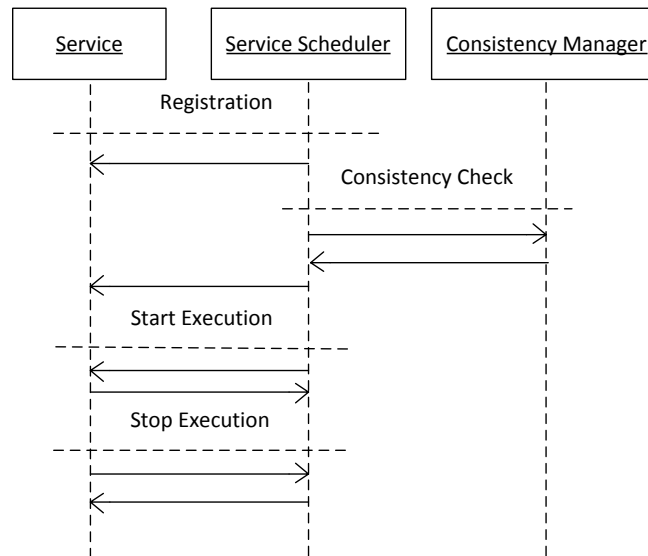 Service
Service Scheduler
Consistency Manager
Registration
Consistency Check
Start Execution
Stop Execution